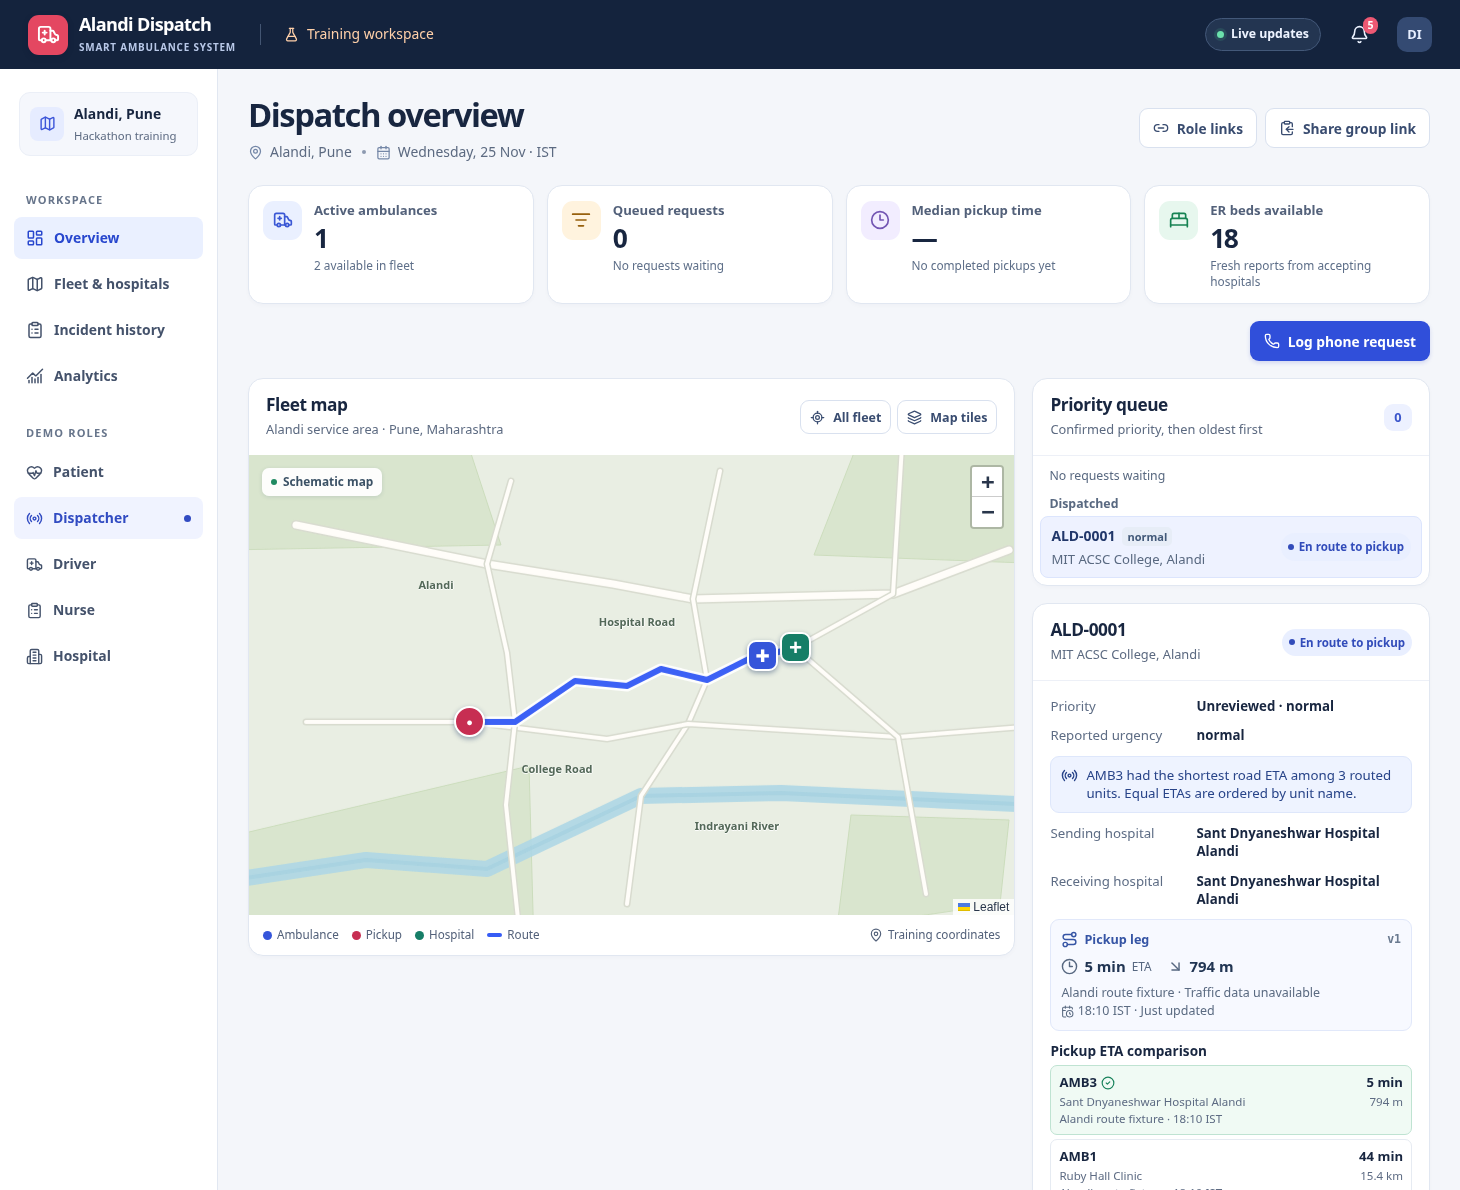 Alandi Dispatch
SMART AMBULANCE SYSTEM
Training workspace
Live updates
5
DI
Alandi, Pune
Hackathon training
WORKSPACE
Overview
Fleet & hospitals
Incident history
Analytics
DEMO ROLES
Patient
Dispatcher
Driver
Nurse
Hospital
Dispatch overview
Alandi, Pune • Wednesday, 25 Nov · IST
Role links
Share group link
Active ambulances
1
2 available in fleet
Queued requests
0
No requests waiting
Median pickup time
—
No completed pickups yet
ER beds available
18
Fresh reports from accepting
hospitals
Log phone request
Fleet map
Alandi service area · Pune, Maharashtra
All fleet
Map tiles
Schematic map
+
−
Alandi
Hospital Road
College Road
Indrayani River
Leaflet
Ambulance
Pickup
Hospital
Route
Training coordinates
Priority queue
Confirmed priority, then oldest first
0
No requests waiting
Dispatched
ALD-0001 normal
MIT ACSC College, Alandi
En route to pickup
ALD-0001
MIT ACSC College, Alandi
En route to pickup
Priority Unreviewed · normal
Reported urgency normal
AMB3 had the shortest road ETA among 3 routed
units. Equal ETAs are ordered by unit name.
Sending hospital Sant Dnyaneshwar Hospital
Alandi
Receiving hospital Sant Dnyaneshwar Hospital
Alandi
Pickup leg v1
5 min ETA 794 m
Alandi route fixture · Traffic data unavailable
18:10 IST · Just updated
Pickup ETA comparison
AMB3 5 min
Sant Dnyaneshwar Hospital Alandi 794 m
Alandi route fixture · 18:10 IST
AMB1 44 min
Ruby Hall Clinic 15.4 km